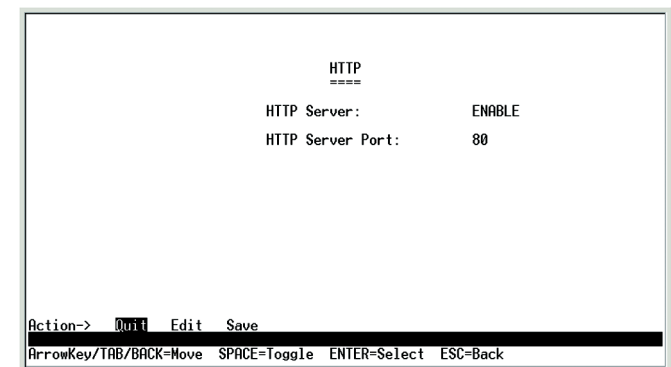 HTTP
====
HTTP Server: ENABLE
HTTP Server Port: 80
Action-> Quit Edit Save
ArrowKey/TAB/BACK=Move SPACE=Toggle ENTER=Select ESC=Back